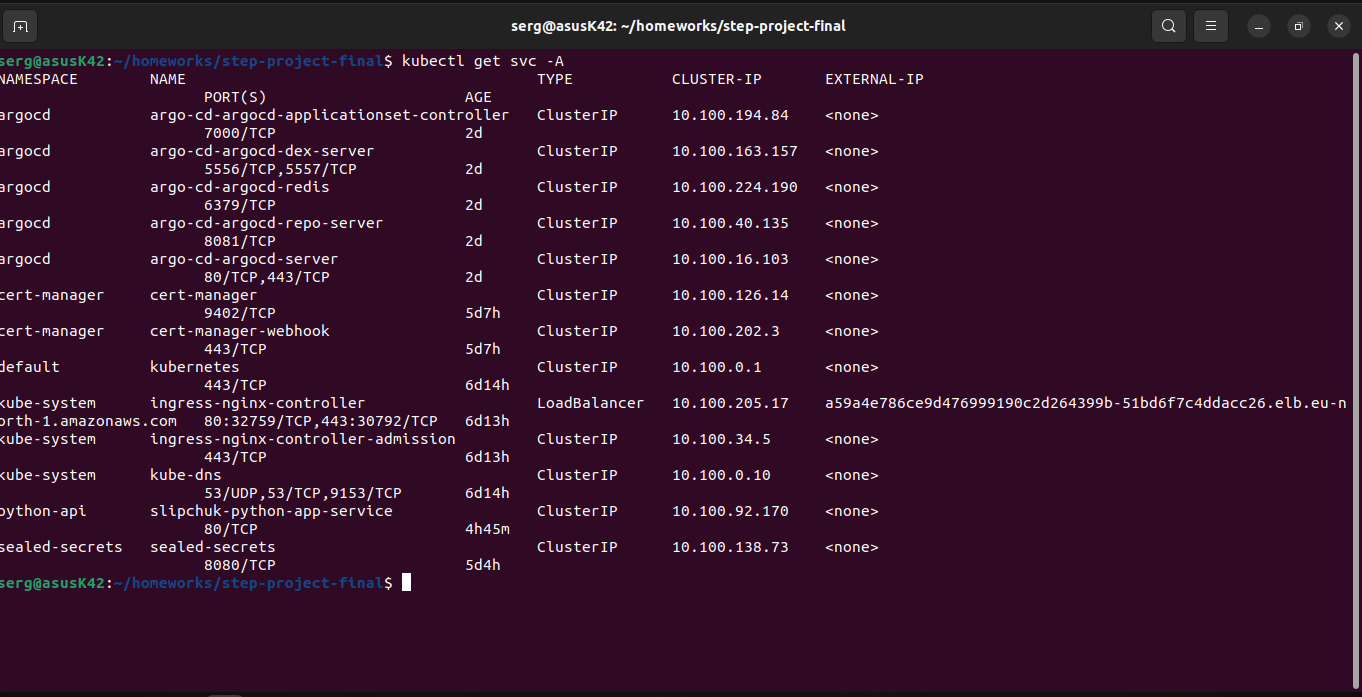 serg@asusK42: ~/homeworks/step-project-final
serg@asusK42:~/homeworks/step-project-final$ kubectl get svc -A
NAMESPACE NAME TYPE CLUSTER-IP EXTERNAL-IP
PORT(S) AGE
argocd argo-cd-argocd-applicationset-controller ClusterIP 10.100.194.84 <none>
7000/TCP 2d
argocd argo-cd-argocd-dex-server ClusterIP 10.100.163.157 <none>
5556/TCP,5557/TCP 2d
argocd argo-cd-argocd-redis ClusterIP 10.100.224.190 <none>
6379/TCP 2d
argocd argo-cd-argocd-repo-server ClusterIP 10.100.40.135 <none>
8081/TCP 2d
argocd argo-cd-argocd-server ClusterIP 10.100.16.103 <none>
80/TCP,443/TCP 2d
cert-manager cert-manager ClusterIP 10.100.126.14 <none>
9402/TCP 5d7h
cert-manager cert-manager-webhook ClusterIP 10.100.202.3 <none>
443/TCP 5d7h
default kubernetes ClusterIP 10.100.0.1 <none>
443/TCP 6d14h
kube-system ingress-nginx-controller LoadBalancer 10.100.205.17 a59a4e786ce9d476999190c2d264399b-51bd6f7c4ddacc26.elb.eu-n
orth-1.amazonaws.com 80:32759/TCP,443:30792/TCP 6d13h
kube-system ingress-nginx-controller-admission ClusterIP 10.100.34.5 <none>
443/TCP 6d13h
kube-system kube-dns ClusterIP 10.100.0.10 <none>
53/UDP,53/TCP,9153/TCP 6d14h
python-api slipchuk-python-app-service ClusterIP 10.100.92.170 <none>
80/TCP 4h45m
sealed-secrets sealed-secrets ClusterIP 10.100.138.73 <none>
8080/TCP 5d4h
serg@asusK42:~/homeworks/step-project-final$